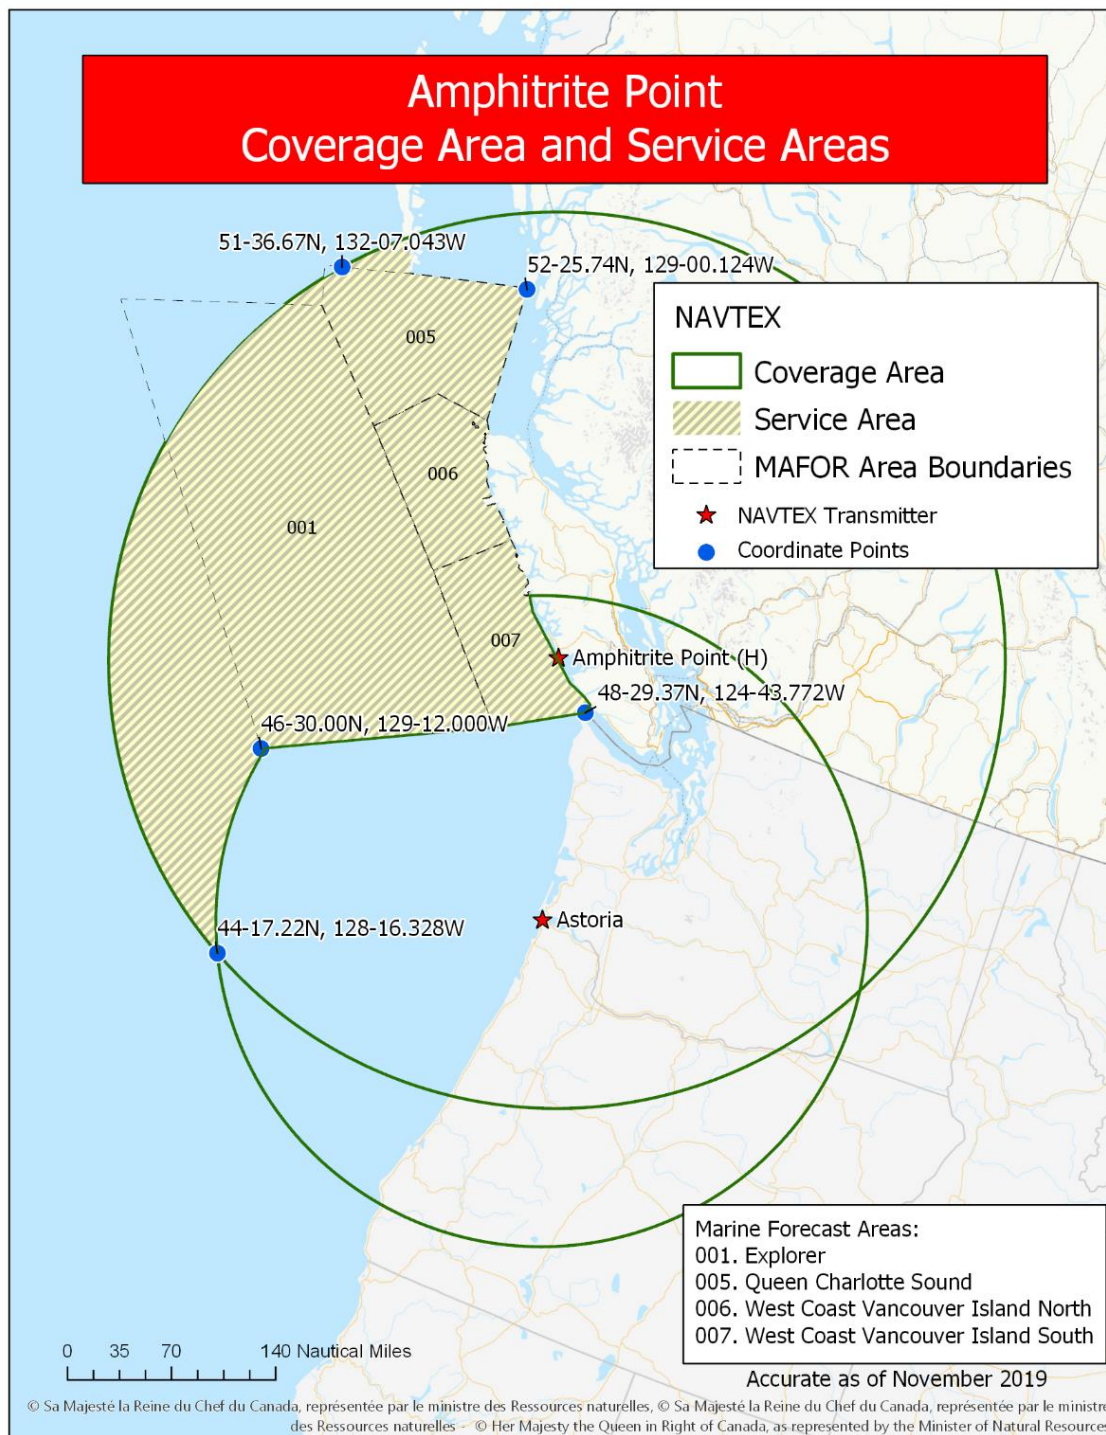 Amphitrite Point
Coverage Area and Service Areas
51-36.67N, 132-07.043W
52-25.74N, 129-00.124W
NAVTEX
Coverage Area
Service Area
MAFOR Area Boundaries
NAVTEX Transmitter
Coordinate Points
005
006
001
007
Amphitrite Point (H)
48-29.37N, 124-43.772W
46-30.00N, 129-12.000W
Astoria
44-17.22N, 128-16.328W
Marine Forecast Areas:
001. Explorer
005. Queen Charlotte Sound
006. West Coast Vancouver Island North
007. West Coast Vancouver Island South
0 35 70 140 Nautical Miles
Accurate as of November 2019
© Sa Majesté la Reine du Chef du Canada, représentée par le ministre des Ressources naturelles, © Sa Majesté la Reine du Chef du Canada, représentée par le ministre
des Ressources naturelles - © Her Majesty the Queen in Right of Canada, as represented by the Minister of Natural Resources